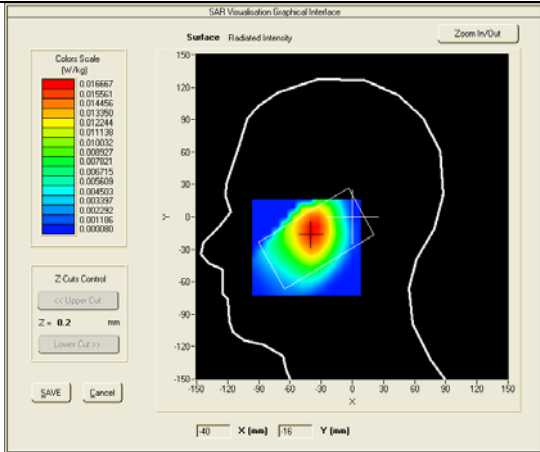 SAR Visualisation Graphical Interface
Surface Radiated Intensity
Zoom In/Out
Colors Scale
(W/kg)
0.016667
0.015561
0.014456
0.013350
0.012244
0.011138
0.010032
0.008927
0.007821
0.006715
0.005609
0.004503
0.003397
0.002292
0.001186
0.000080
Z Cuts Control
<< Upper Cut
Z = 0.2 mm
Lower Cut >>
SAVE Cancel
150
120
90
60
30
0
-30
-60
-90
-120
-150
Y
-150 -120 -90 -60 -30 0 30 60 90 120 150
X
-40 X (mm) -16 Y (mm)